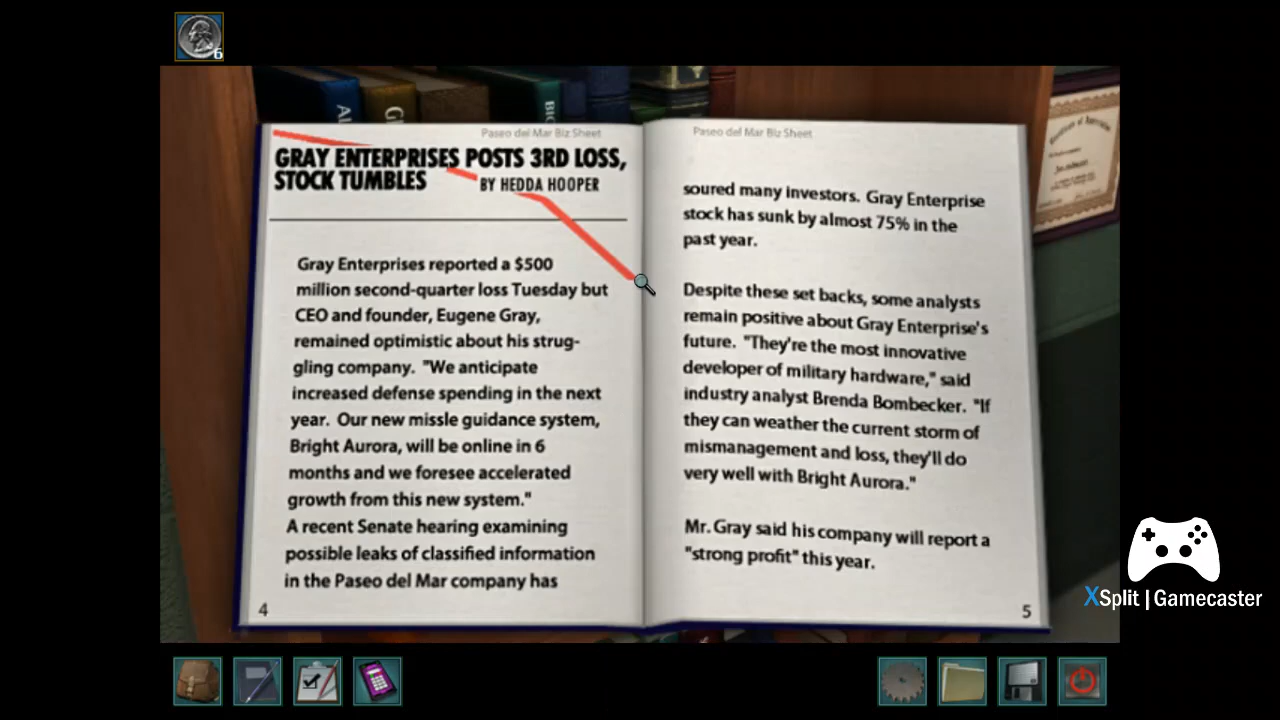 6
Paseo del Mar Biz Sheet
GRAY ENTERPRISES POSTS 3RD LOSS,
STOCK TUMBLES
BY HEDDA HOOPER
Gray Enterprises reported a $500
million second-quarter loss Tuesday but
CEO and founder, Eugene Gray,
remained optimistic about his strug-
gling company. "We anticipate
increased defense spending in the next
year. Our new missle guidance system,
Bright Aurora, will be online in 6
months and we foresee accelerated
growth from this new system."
A recent Senate hearing examining
possible leaks of classified information
in the Paseo del Mar company has
4
Paseo del Mar Biz Sheet
soured many investors. Gray Enterprise
stock has sunk by almost 75% in the
past year.
Despite these set backs, some analysts
remain positive about Gray Enterprise's
future. "They're the most innovative
developer of military hardware," said
industry analyst Brenda Bombecker. "If
they can weather the current storm of
mismanagement and loss, they'll do
very well with Bright Aurora."
Mr. Gray said his company will report a
"strong profit" this year.
5
XSplit | Gamecaster